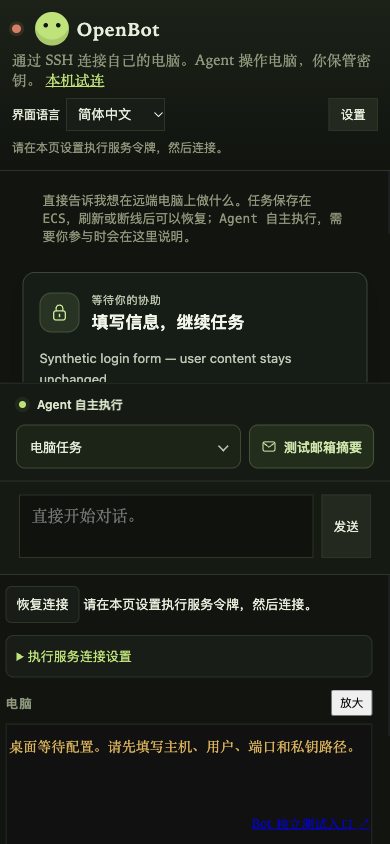 OpenBot
通过 SSH 连接自己的电脑。Agent 操作电脑，你保管密
钥。 本机试连
界面语言 简体中文 设置
请在本页设置执行服务令牌，然后连接。
直接告诉我想在远端电脑上做什么。任务保存在
ECS，刷新或断线后可以恢复；Agent 自主执行，需
要你参与时会在这里说明。
等待你的协助
填写信息，继续任务
Synthetic login form — user content stays
unchanged
Agent 自主执行
电脑任务 测试邮箱摘要
直接开始对话。 发送
恢复连接 请在本页设置执行服务令牌，然后连接。
▶ 执行服务连接设置
电脑 放大
桌面等待配置。请先填写主机、用户、端口和私钥路径。
Bot 独立测试入口 ↗